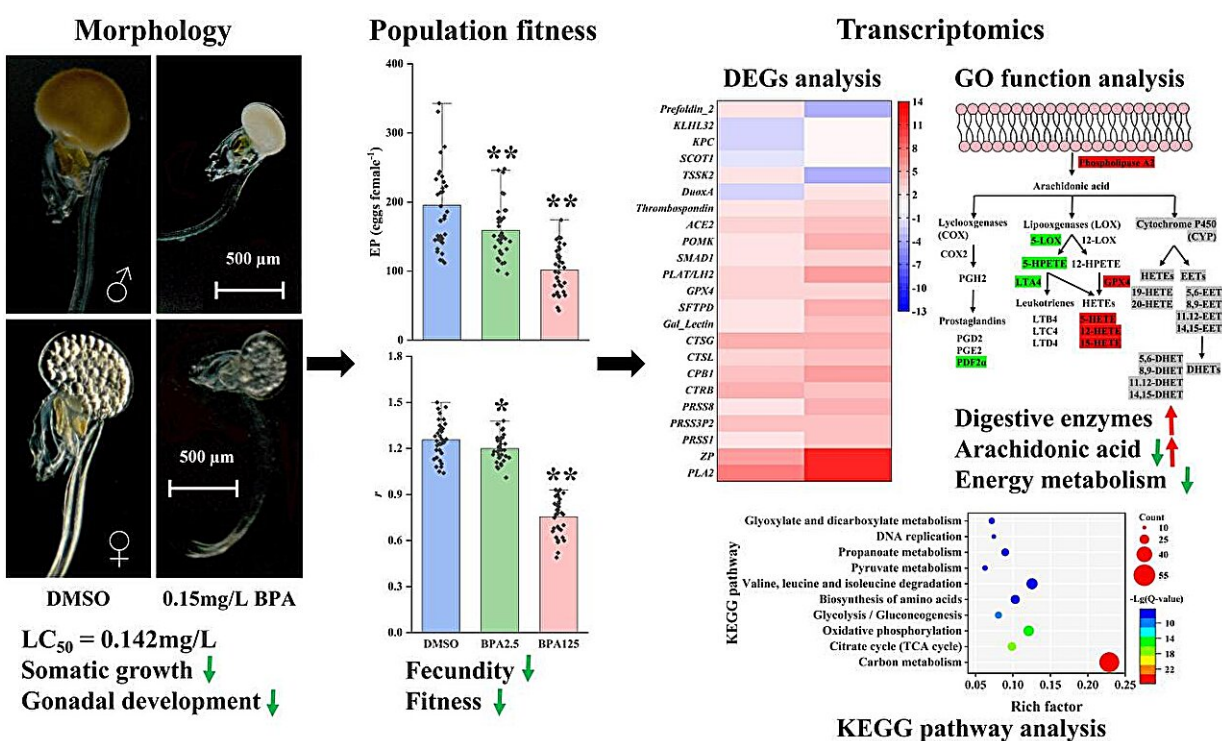 Morphology
500 μm
♂
500 μm
♀
DMSO
0.15mg/L BPA
LC50 = 0.142mg/L
Somatic growth ↓
Gonadal development ↓
Population fitness
EP (eggs female-1)
400
300
200
100
0
**
**
r
1.8
1.5
1.2
0.9
0.6
0.3
0.0
*
**
DMSO
BPA2.5
BPA125
Fecundity ↓
Fitness ↓
Transcriptomics
DEGs analysis
Prefoldin_2
KLHL32
KPC
SCOT1
TSSK2
DuoxA
Thrombospondin
ACE2
POMK
SMAD1
PLAT/LH2
GPX4
SFTPD
Gal_Lectin
CTSG
CTSL
CPB1
CTRB
PRSS8
PRSS3P2
PRSS1
ZP
PLA2
14
11
8
5
2
-1
-4
-7
-10
-13
GO function analysis
Phospholipase A2
Arachidonic acid
Lyclooxgenases
(COX)
COX2
PGH2
Prostaglandins
PGD2
PGE2
PDF2α
Lipooxgenases (LOX)
5-LOX
12-LOX
5-HPETE
12-HPETE
LTA4
GPX4
Leukotrienes
HETEs
LTB4
LTC4
LTD4
5-HETE
12-HETE
15-HETE
Cytochrome P450
(CYP)
HETEs
EETs
19-HETE
20-HETE
5,6-EET
8,9-EET
11.12-EET
14,15-EET
5,6-DHET
8,9-DHET
11.12-DHET
14,15-DHET
DHETs
Digestive enzymes ↑
Arachidonic acid ↓↑
Energy metabolism ↓
KEGG pathway
Glyoxylate and dicarboxylate metabolism
DNA replication
Propanoate metabolism
Pyruvate metabolism
Valine, leucine and isoleucine degradation
Biosynthesis of amino acids
Glycolysis / Gluconeogenesis
Oxidative phosphorylation
Citrate cycle (TCA cycle)
Carbon metabolism
0.05
0.10
0.15
0.20
0.25
Rich factor
Count
10
25
40
55
-Lg(Q-value)
10
14
18
22
KEGG pathway analysis